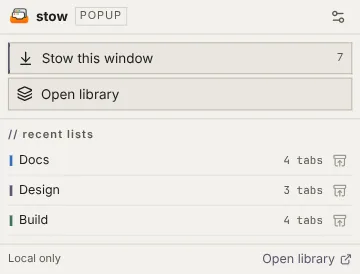 stow POPUP
Stow this window 7
Open library
// recent lists
Docs 4 tabs
Design 3 tabs
Build 4 tabs
Local only Open library